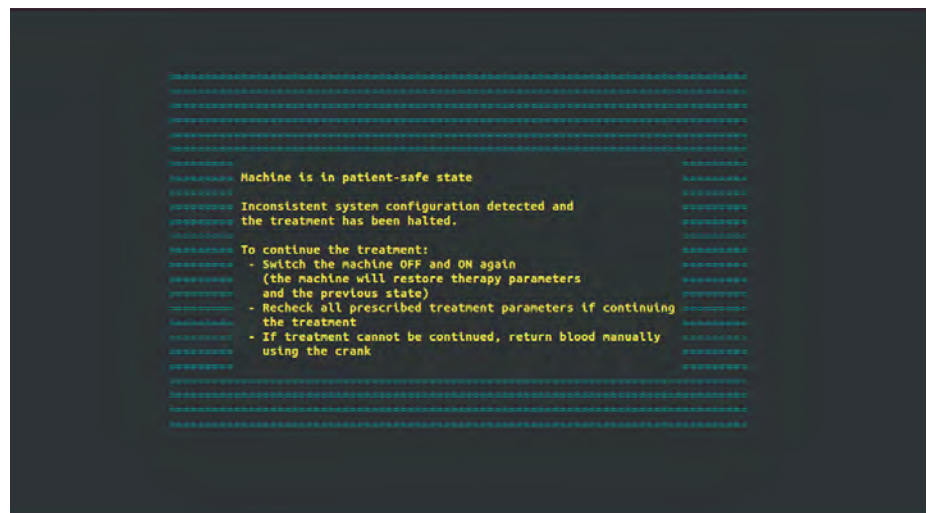 Machine is in patient-safe state
Inconsistent system configuration detected and
the treatment has been halted.
To continue the treatment:
- Switch the machine OFF and ON again
(the machine will restore therapy parameters
and the previous state)
- Recheck all prescribed treatment parameters if continuing
the treatment
- If treatment cannot be continued, return blood manually
using the crank